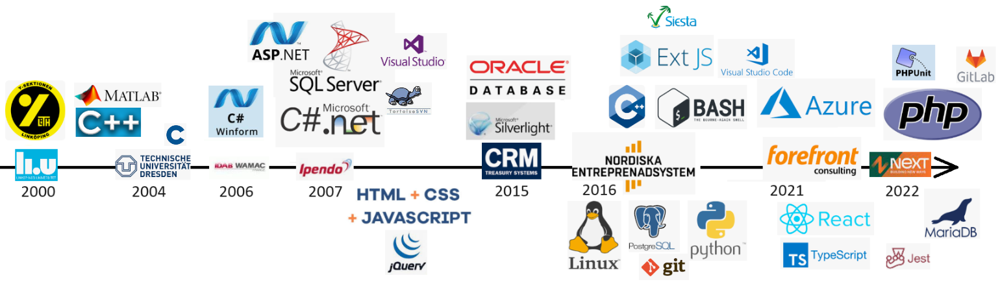 Y-SEKTIONEN
LiTH
LINKÖPING
MATLAB®
C++
C
li.u
LINKÖPINGS UNIVERSITET
TECHNISCHE
UNIVERSITÄT
DRESDEN
2000
2004
C#
Winform
IDAB WAMAC
2006
ASP.NET™
Microsoft®
SQL Server®
Microsoft®
C#.net
Visual Studio®
TortoiseSVN
Ipendo
2007
HTML + CSS
+ JAVASCRIPT
jQuery
ORACLE®
DATABASE
Microsoft®
Silverlight®
CRM
TREASURY SYSTEMS
2015
Siesta
Ext JS
Visual Studio Code
C++
$_
BASH
THE BOURNE-AGAIN SHELL
NORDISKA
ENTREPRENADSYSTEM
2016
Linux
PostgreSQL
python™
git
Azure
forefront
consulting
2021
React
TS TypeScript
PHPUnit
GitLab
php
NEXT
BUILDING NEW WAYS
2022
MariaDB
Jest